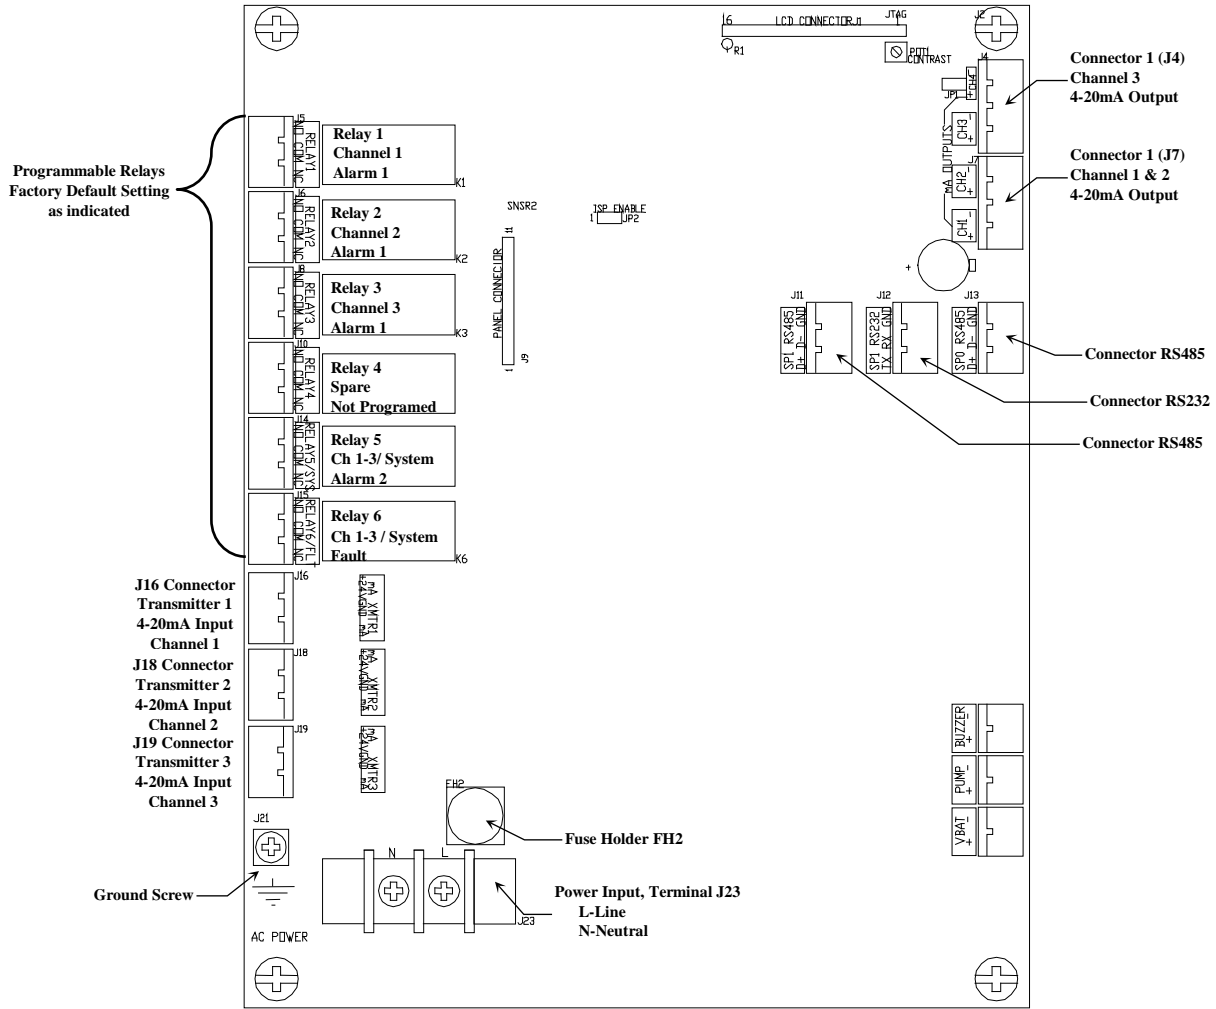 J6
LCD CONNECTORJ1
JTAG
J2
R1
POT1
CONTRAST
J4
CH4
+
JP1
-
CH3
+
mA OUTPUTS
J7
-
CH2
+
-
CH1
+
+
Connector 1 (J4)
Channel 3
4-20mA Output
Connector 1 (J7)
Channel 1 & 2
4-20mA Output
Programmable Relays
Factory Default Setting
as indicated
J5
NO COM NC
RELAY1
Relay 1
Channel 1
Alarm 1
K1
J6
NO COM NC
RELAY2
Relay 2
Channel 2
Alarm 1
K2
J8
NO COM NC
RELAY3
Relay 3
Channel 3
Alarm 1
K3
J10
NO COM NC
RELAY4
Relay 4
Spare
Not Programed
J14
NO COM NC
RELAY5/SYS
Relay 5
Ch 1-3/ System
Alarm 2
J15
NO COM NC
RELAY6/FLT
Relay 6
Ch 1-3 / System
Fault
K6
SNSR2
11
PANEL CONNECIOR
1
J9
ISP ENABLE
1
JP2
J11
SP1 RS485
D+ D- GND
J12
SP1 RS232
TX RX GND
J13
SP0 RS485
D+ D- GND
Connector RS485
Connector RS232
Connector RS485
J16 Connector
Transmitter 1
4-20mA Input
Channel 1
J16
mA XMTR1
+24VGND mA
J18 Connector
Transmitter 2
4-20mA Input
Channel 2
J18
mA XMTR2
+24VGND mA
J19 Connector
Transmitter 3
4-20mA Input
Channel 3
J19
mA XMTR3
+24VGND mA
BUZZER
+ -
PUMP
+ -
VBAT
+ -
FH2
Fuse Holder FH2
J21
Ground Screw
N
L
J23
Power Input, Terminal J23
L-Line
N-Neutral
AC POWER